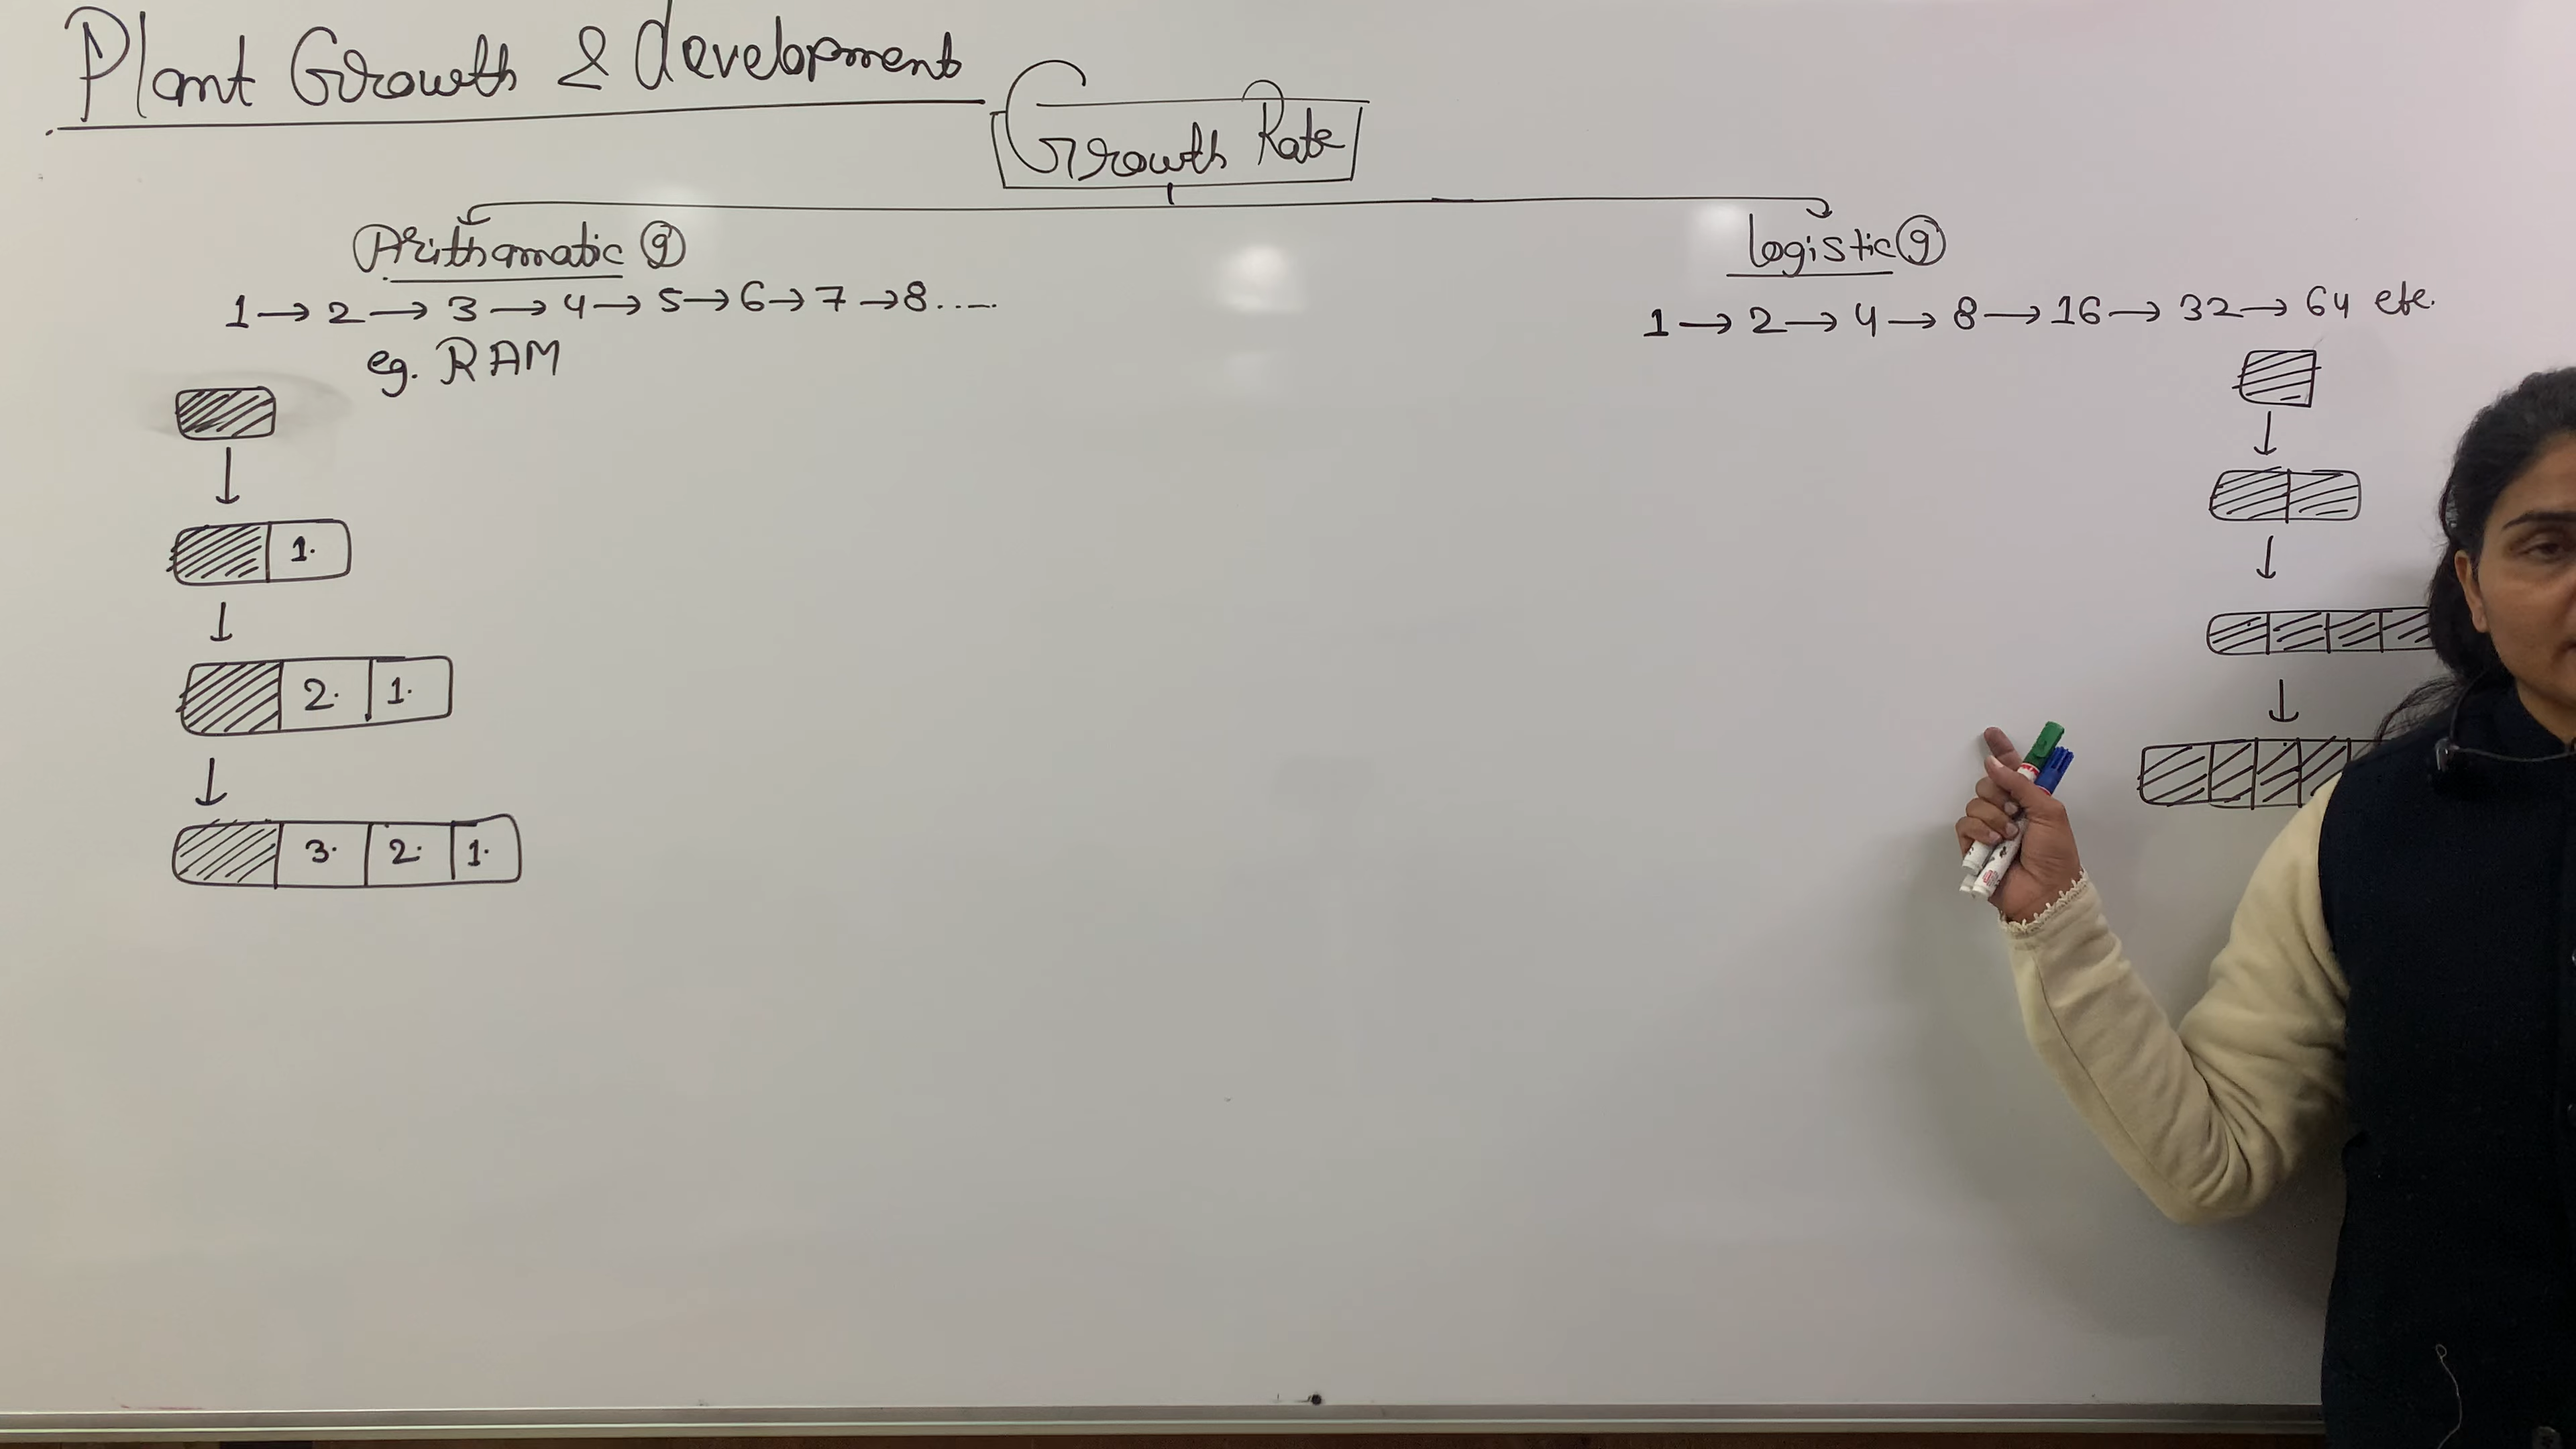 Plant Growth & development
Growth Rate
Arithamatic g
1 → 2 → 3 → 4 → 5 → 6 → 7 → 8.....
eg. RAM
1.
2. 1.
3. 2. 1.
logistic g
1 → 2 → 4 → 8 → 16 → 32 → 64 etc.